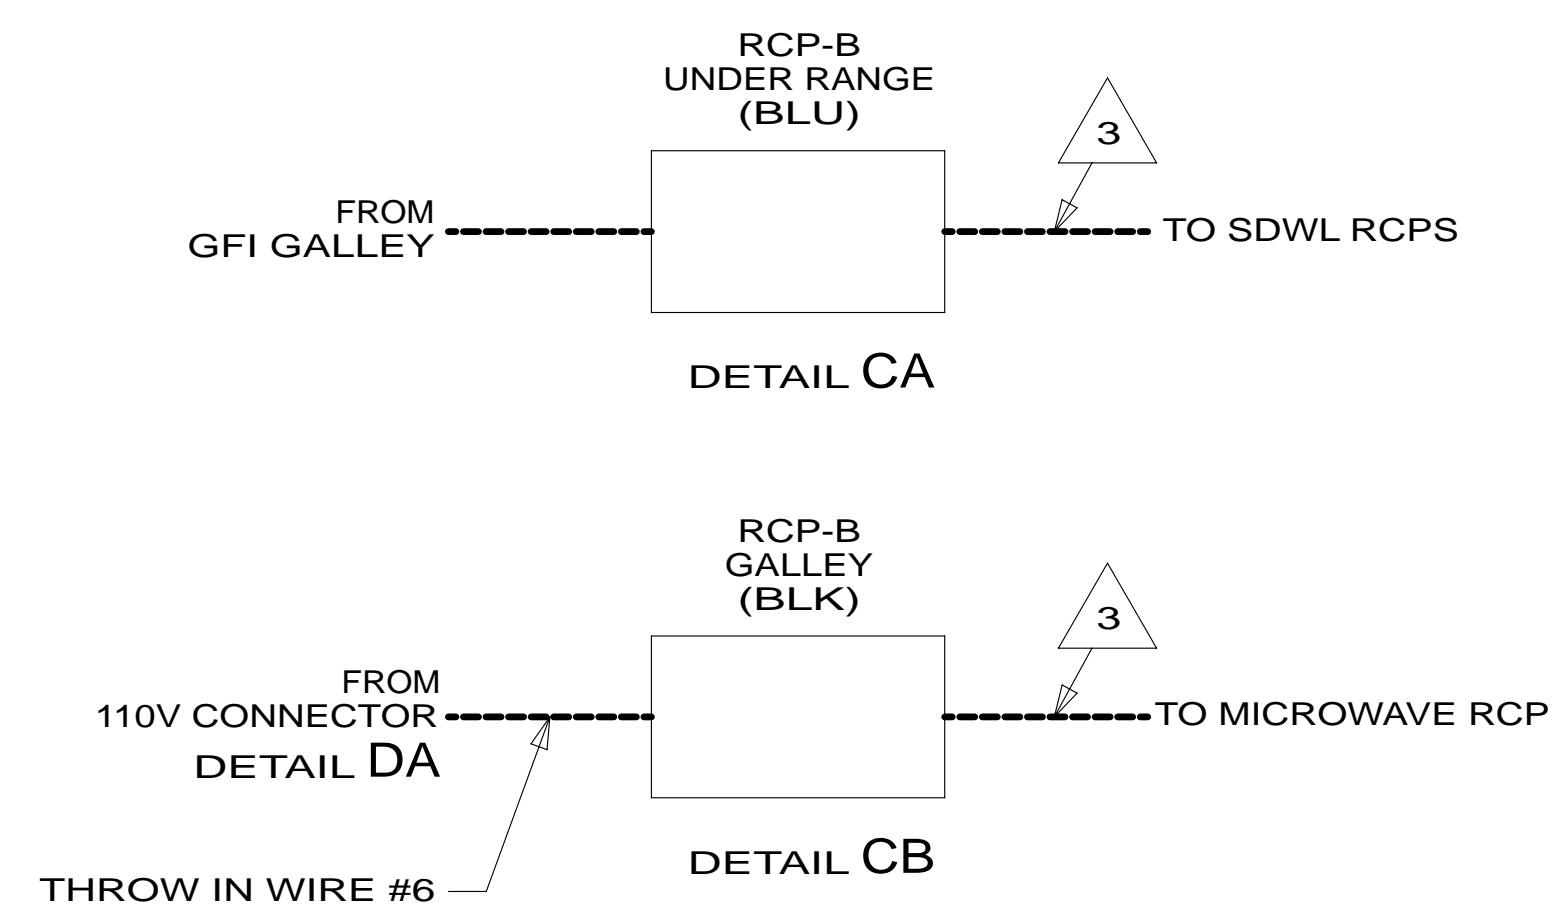 RCP-B
UNDER RANGE
(BLU)
3
FROM
GFI GALLEY
TO SDWL RCPS
DETAIL CA
RCP-B
GALLEY
(BLK)
3
FROM
110V CONNECTOR
DETAIL DA
TO MICROWAVE RCP
DETAIL CB
THROW IN WIRE #6